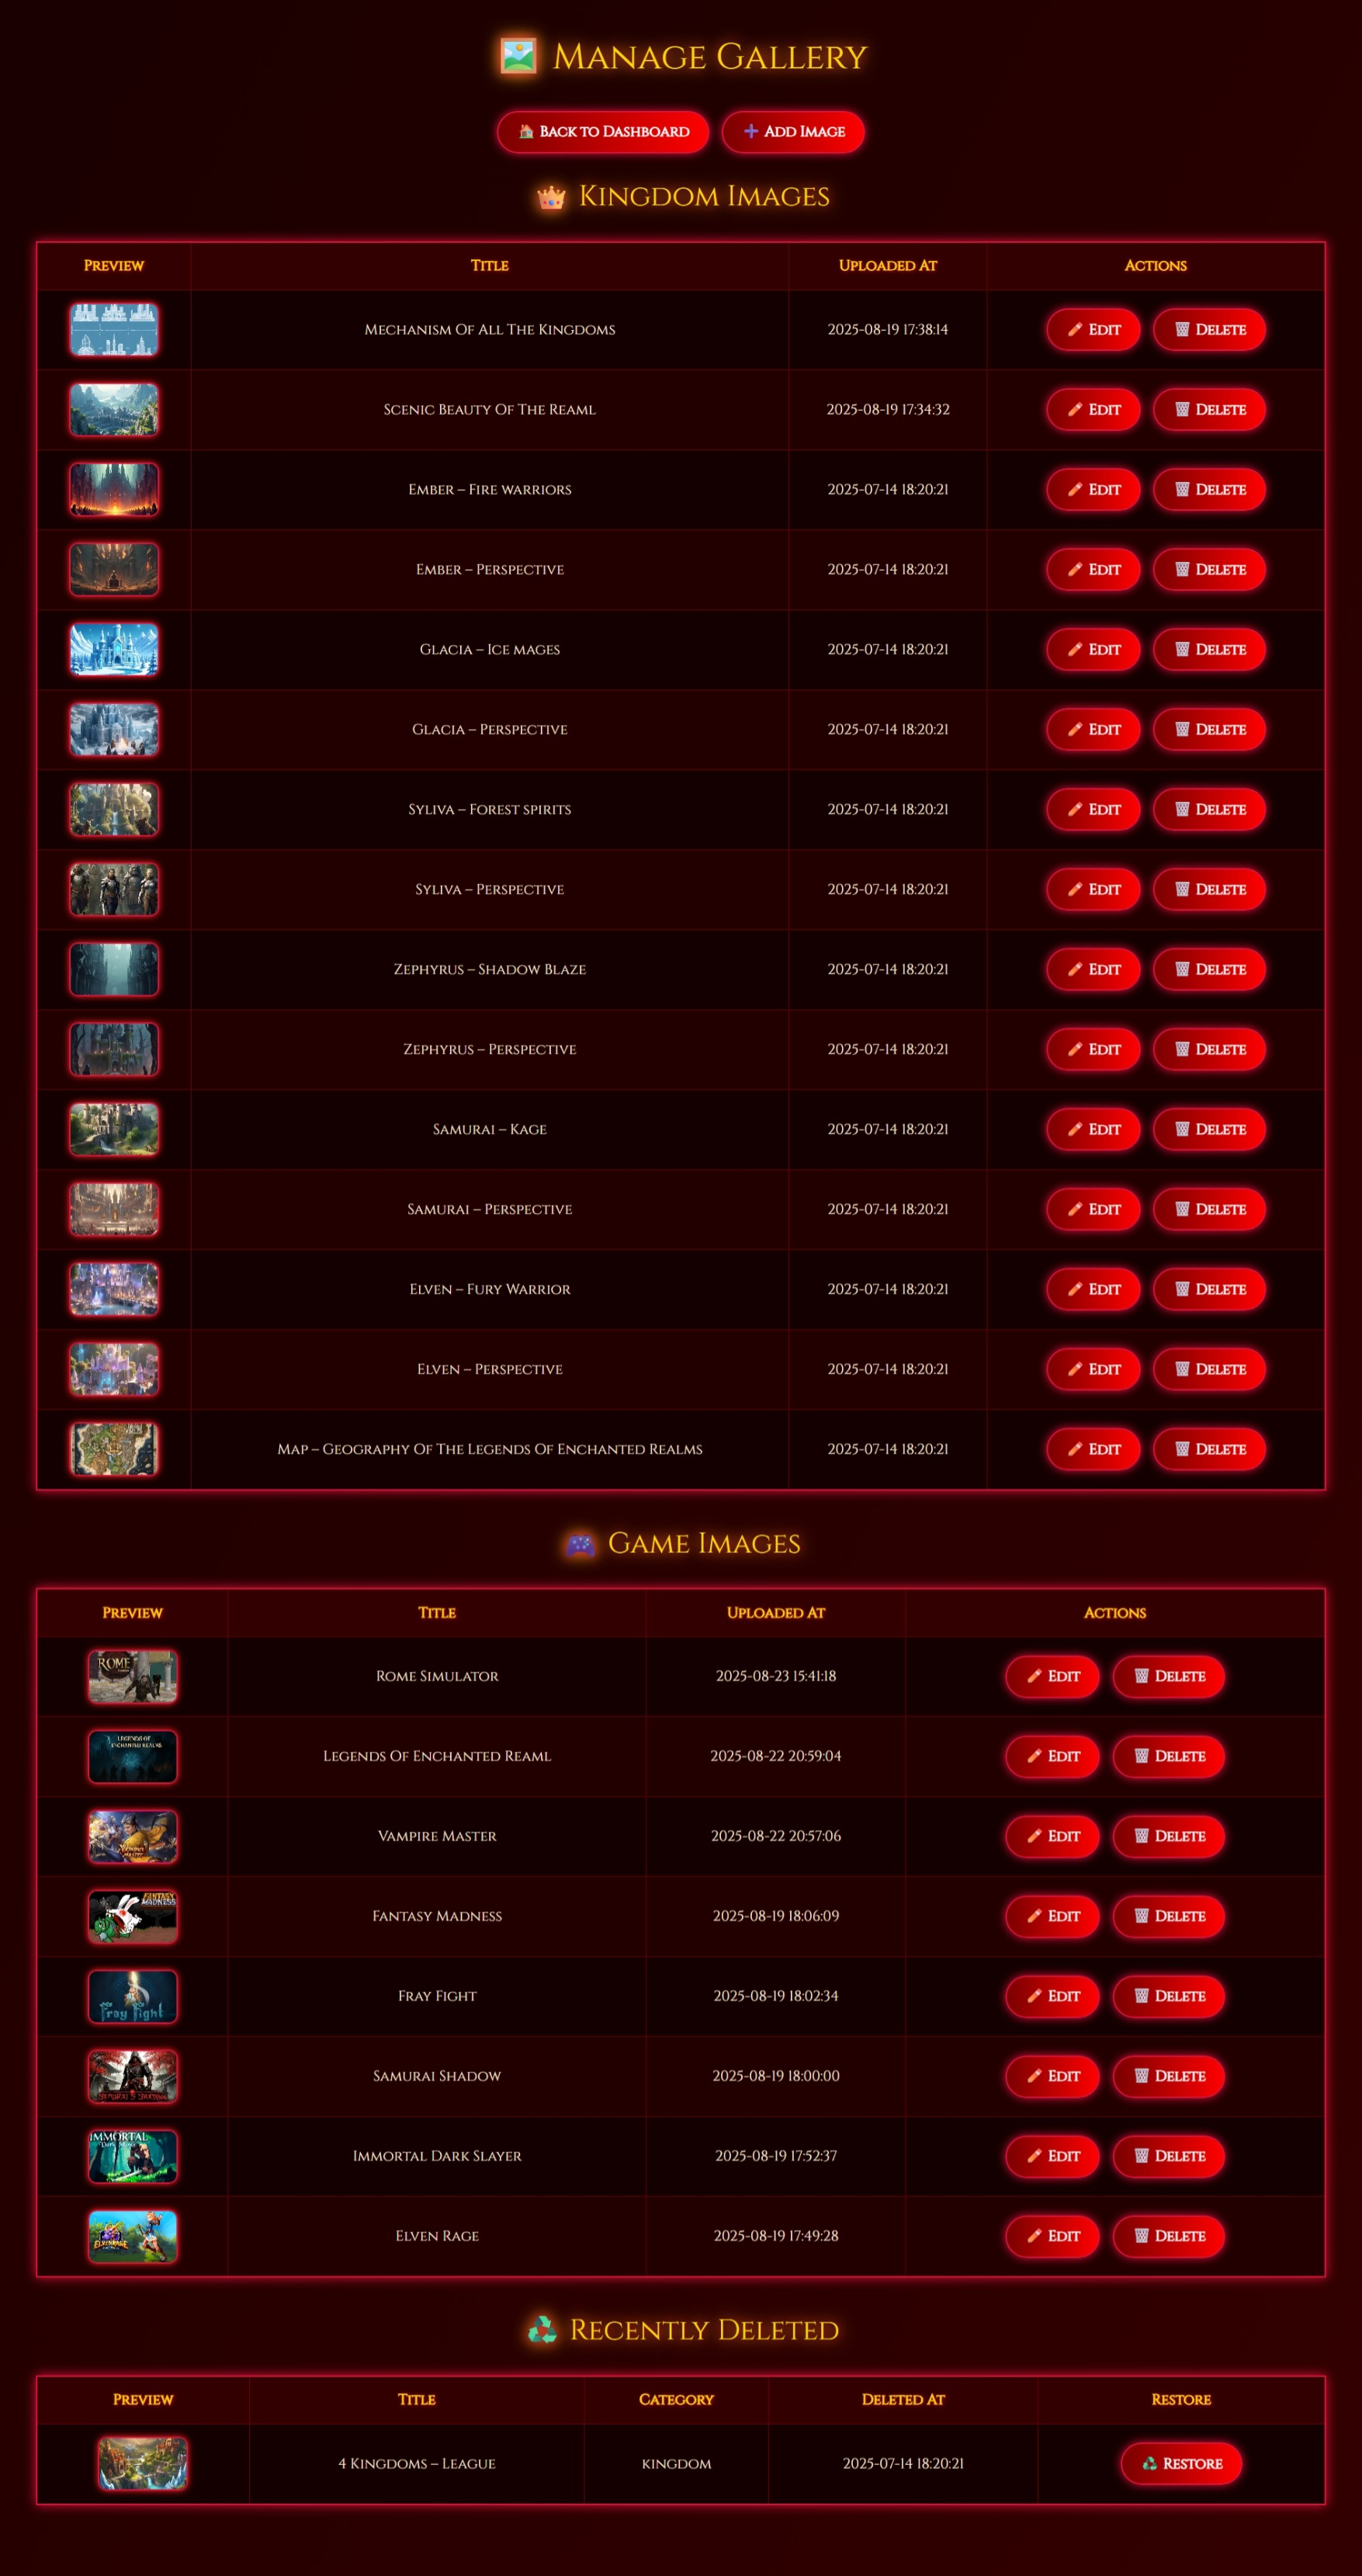 Manage Gallery
Back to Dashboard Add Image
Kingdom Images
Preview Title Uploaded At Actions
Mechanism Of All The Kingdoms 2025-08-19 17:38:14 Edit Delete
Scenic Beauty Of The Reaml 2025-08-19 17:34:32 Edit Delete
Ember – Fire warriors 2025-07-14 18:20:21 Edit Delete
Ember – Perspective 2025-07-14 18:20:21 Edit Delete
Glacia – Ice mages 2025-07-14 18:20:21 Edit Delete
Glacia – Perspective 2025-07-14 18:20:21 Edit Delete
Syliva – Forest spirits 2025-07-14 18:20:21 Edit Delete
Syliva – Perspective 2025-07-14 18:20:21 Edit Delete
Zephyrus – Shadow Blaze 2025-07-14 18:20:21 Edit Delete
Zephyrus – Perspective 2025-07-14 18:20:21 Edit Delete
Samurai – Kage 2025-07-14 18:20:21 Edit Delete
Samurai – Perspective 2025-07-14 18:20:21 Edit Delete
Elven – Fury Warrior 2025-07-14 18:20:21 Edit Delete
Elven – Perspective 2025-07-14 18:20:21 Edit Delete
Map – Geography Of The Legends Of Enchanted Realms 2025-07-14 18:20:21 Edit Delete
Game Images
Preview Title Uploaded At Actions
ROME
Rome Simulator 2025-08-23 15:41:18 Edit Delete
LEGENDS OF
ENCHANTED REALMS
Legends Of Enchanted Reaml 2025-08-22 20:59:04 Edit Delete
Vampire Master 2025-08-22 20:57:06 Edit Delete
FANTASY
MADNESS
Fantasy Madness 2025-08-19 18:06:09 Edit Delete
Fray Fight
Fray Fight 2025-08-19 18:02:34 Edit Delete
Samurai Shadow 2025-08-19 18:00:00 Edit Delete
IMMORTAL
Immortal Dark Slayer 2025-08-19 17:52:37 Edit Delete
Elven Rage 2025-08-19 17:49:28 Edit Delete
Recently Deleted
Preview Title Category Deleted At Restore
4 Kingdoms – League kingdom 2025-07-14 18:20:21 Restore